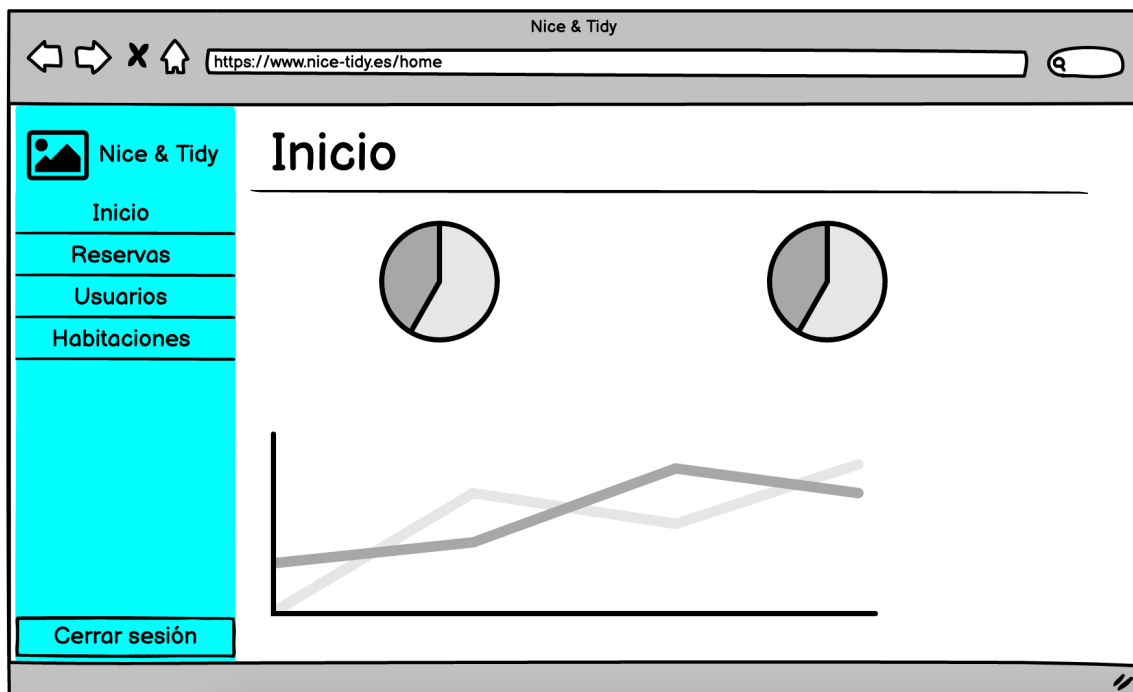 Nice & Tidy
https://www.nice-tidy.es/home
Nice & Tidy
Inicio
Inicio
Reservas
Usuarios
Habitaciones
Cerrar sesión